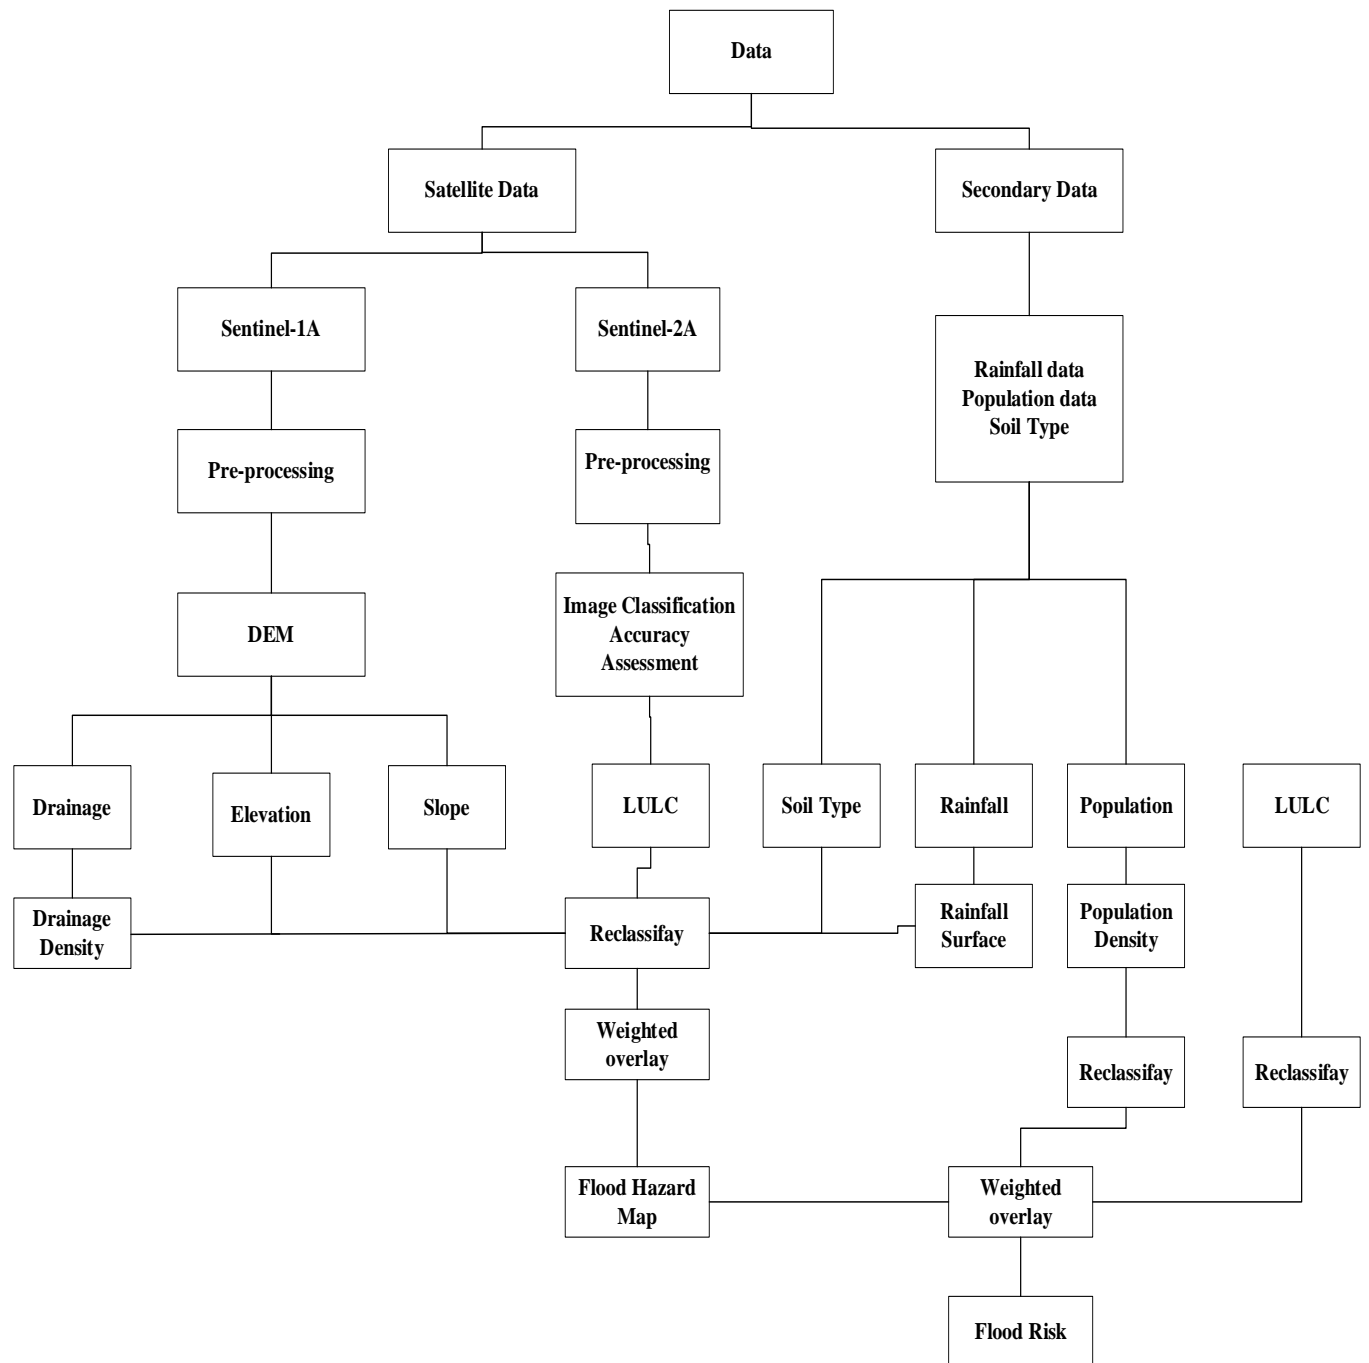 Data
Satellite Data
Secondary Data
Sentinel-1A
Sentinel-2A
Rainfall data
Population data
Soil Type
Pre-processing
Pre-processing
DEM
Image Classification
Accuracy
Assessment
Drainage
Elevation
Slope
LULC
Soil Type
Rainfall
Population
LULC
Drainage
Density
Reclassifay
Rainfall
Surface
Population
Density
Weighted
overlay
Reclassifay
Reclassifay
Flood Hazard
Map
Weighted
overlay
Flood Risk